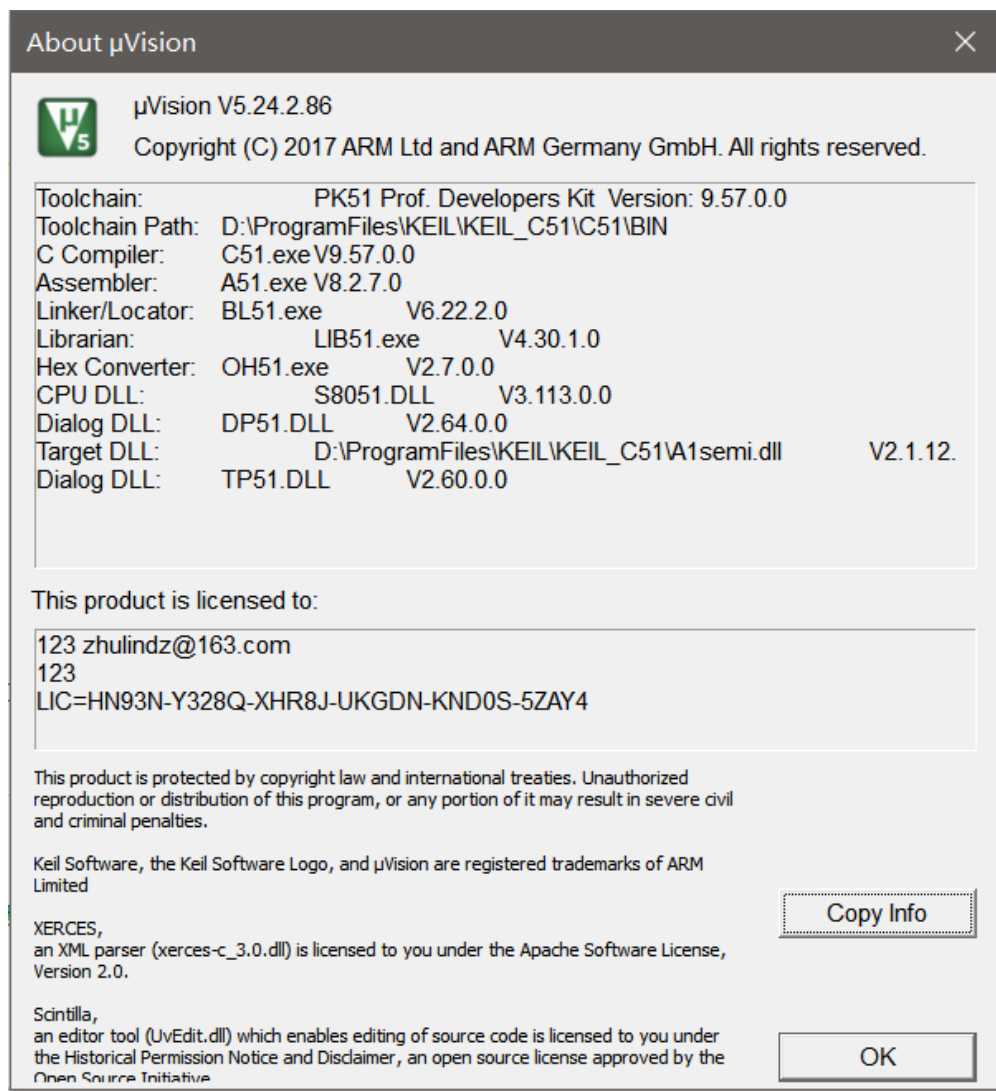 About µVision
µVision V5.24.2.86
Copyright (C) 2017 ARM Ltd and ARM Germany GmbH. All rights reserved.
Toolchain: PK51 Prof. Developers Kit Version: 9.57.0.0
Toolchain Path: D:\ProgramFiles\KEIL\KEIL_C51\C51\BIN
C Compiler: C51.exe V9.57.0.0
Assembler: A51.exe V8.2.7.0
Linker/Locator: BL51.exe V6.22.2.0
Librarian: LIB51.exe V4.30.1.0
Hex Converter: OH51.exe V2.7.0.0
CPU DLL: S8051.DLL V3.113.0.0
Dialog DLL: DP51.DLL V2.64.0.0
Target DLL: D:\ProgramFiles\KEIL\KEIL_C51\A1semi.dll V2.1.12.
Dialog DLL: TP51.DLL V2.60.0.0
This product is licensed to:
123 zhulindz@163.com
123
LIC=HN93N-Y328Q-XHR8J-UKGDN-KND0S-5ZAY4
This product is protected by copyright law and international treaties. Unauthorized
reproduction or distribution of this program, or any portion of it may result in severe civil
and criminal penalties.
Keil Software, the Keil Software Logo, and µVision are registered trademarks of ARM
Limited
Copy Info
XERCES,
an XML parser (xerces-c_3.0.dll) is licensed to you under the Apache Software License,
Version 2.0.
Scintilla,
an editor tool (UvEdit.dll) which enables editing of source code is licensed to you under
the Historical Permission Notice and Disclaimer, an open source license approved by the
Open Source Initiative
OK